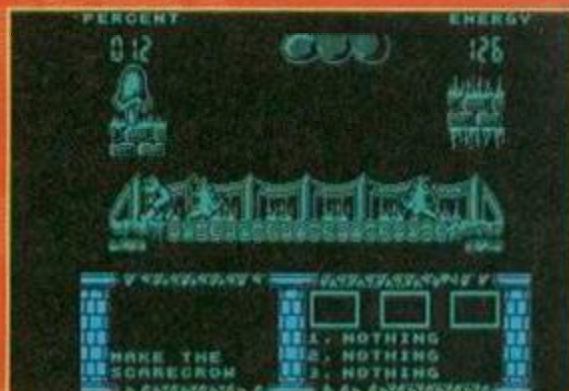 PERCENT
ENERGY
012
126
MAKE THE
SCARECROW
1. NOTHING
2. NOTHING
3. NOTHING